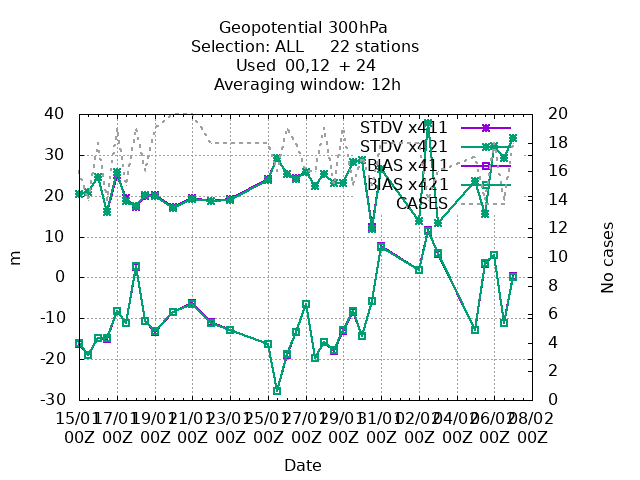 Geopotential 300hPa
Selection: ALL 22 stations
Used 00,12 + 24
Averaging window: 12h
40
30
20
10
0
-10
-20
-30
m
20
18
16
14
12
10
8
6
4
2
0
No cases
STDV x411
STDV x421
BIAS x411
BIAS x421
CASES
15/01 17/01 19/01 21/01 23/01 25/01 27/01 29/01 31/01 02/02 04/02 06/02 08/02
00Z 00Z 00Z 00Z 00Z 00Z 00Z 00Z 00Z 00Z 00Z 00Z 00Z
Date